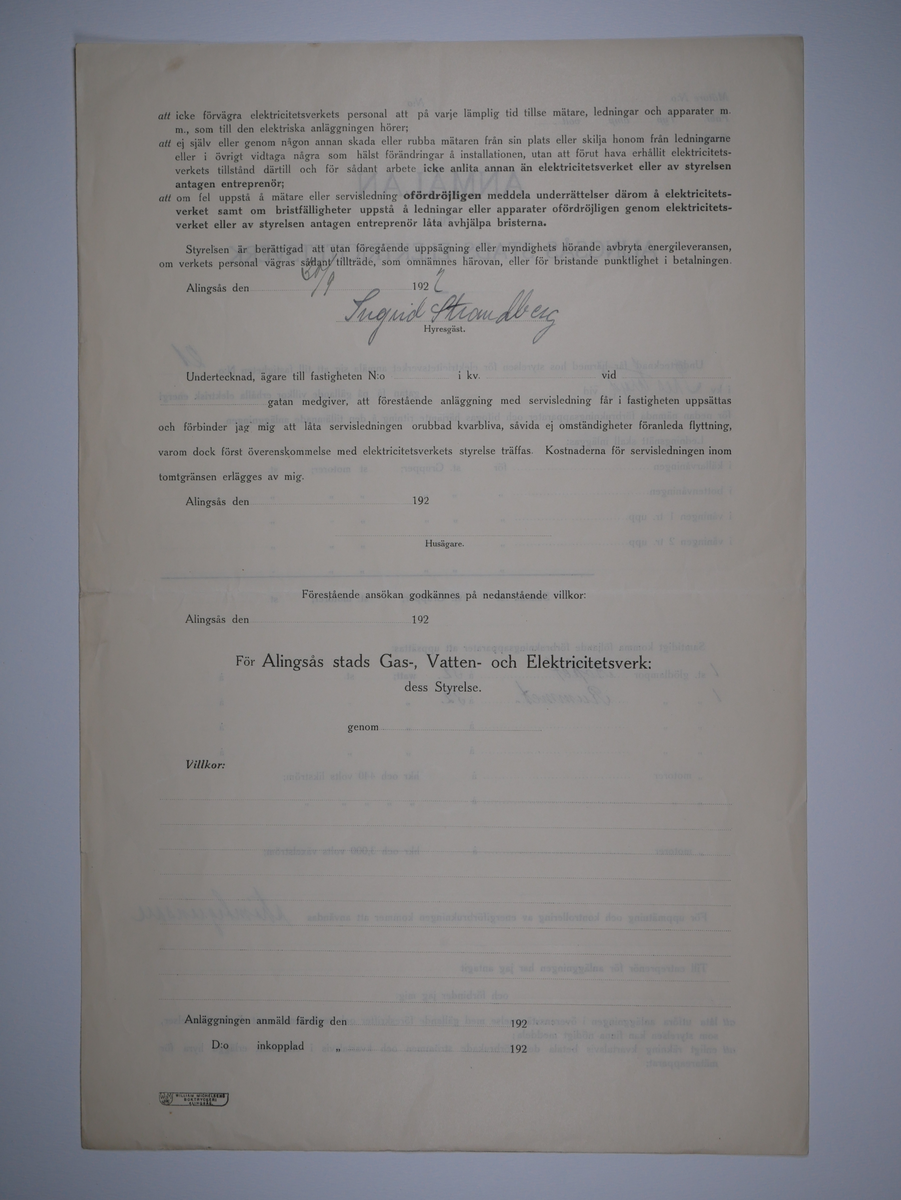 att icke förvägra elektricitetsverkets personal att på varje lämplig tid tillse mätare, ledningar och apparater m.
m., som till den elektriska anläggningen hörer;
att ej själv eller genom någon annan skada eller rubba mätaren från sin plats eller skilja honom från ledningarne
eller i övrigt vidtaga några som hälst förändringar å installationen, utan att förut hava erhållit elektricitets-
verkets tillstånd därtill och för sådant arbete icke anlita annan än elektricitetsverket eller av styrelsen
antagen entreprenör;
att om fel uppstå å mätare eller servisledning ofördröjligen meddela underrättelser därom å elektricitets-
verket samt om bristfälligheter uppstå å ledningar eller apparater ofördröjligen genom elektricitets-
verket eller av styrelsen antagen entreprenör låta avhjälpa bristerna.
Styrelsen är berättigad att utan föregående uppsägning eller myndighets hörande avbryta energileveransen,
om verkets personal vägras sådant tillträde, som omnämnes härovan, eller för bristande punktlighet i betalningen.
Alingsås den /9 192
Ingrid Strandberg
Hyresgäst.
Undertecknad, ägare till fastigheten N:o i kv. vid
gatan medgiver, att förestående anläggning med servisledning får i fastigheten uppsättas
och förbinder jag mig att låta servisledningen orubbad kvarbliva, såvida ej omständigheter föranleda flyttning,
varom dock först överenskommelse med elektricitetsverkets styrelse träffas. Kostnaderna för servisledningen inom
tomtgränsen erlägges av mig.
Alingsås den 192
Husägare.
Förestående ansökan godkännes på nedanstående villkor:
Alingsås den 192
För Alingsås stads Gas-, Vatten- och Elektricitetsverk:
dess Styrelse.
genom
Villkor:
Anläggningen anmäld färdig den 192
D:o inkopplad „ 192
WILLIAM MICHELSENS
BOKTRYCKERI
ALINGSÅS